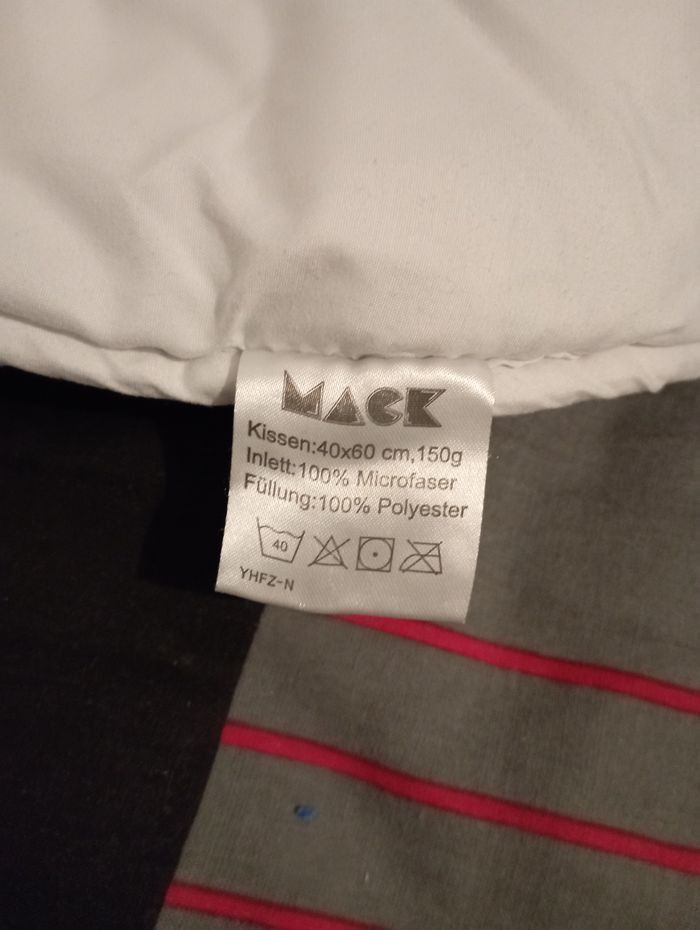 MACK
Kissen:40x60 cm,150g
Inlett:100% Microfaser
Füllung:100% Polyester
40
YHFZ-N